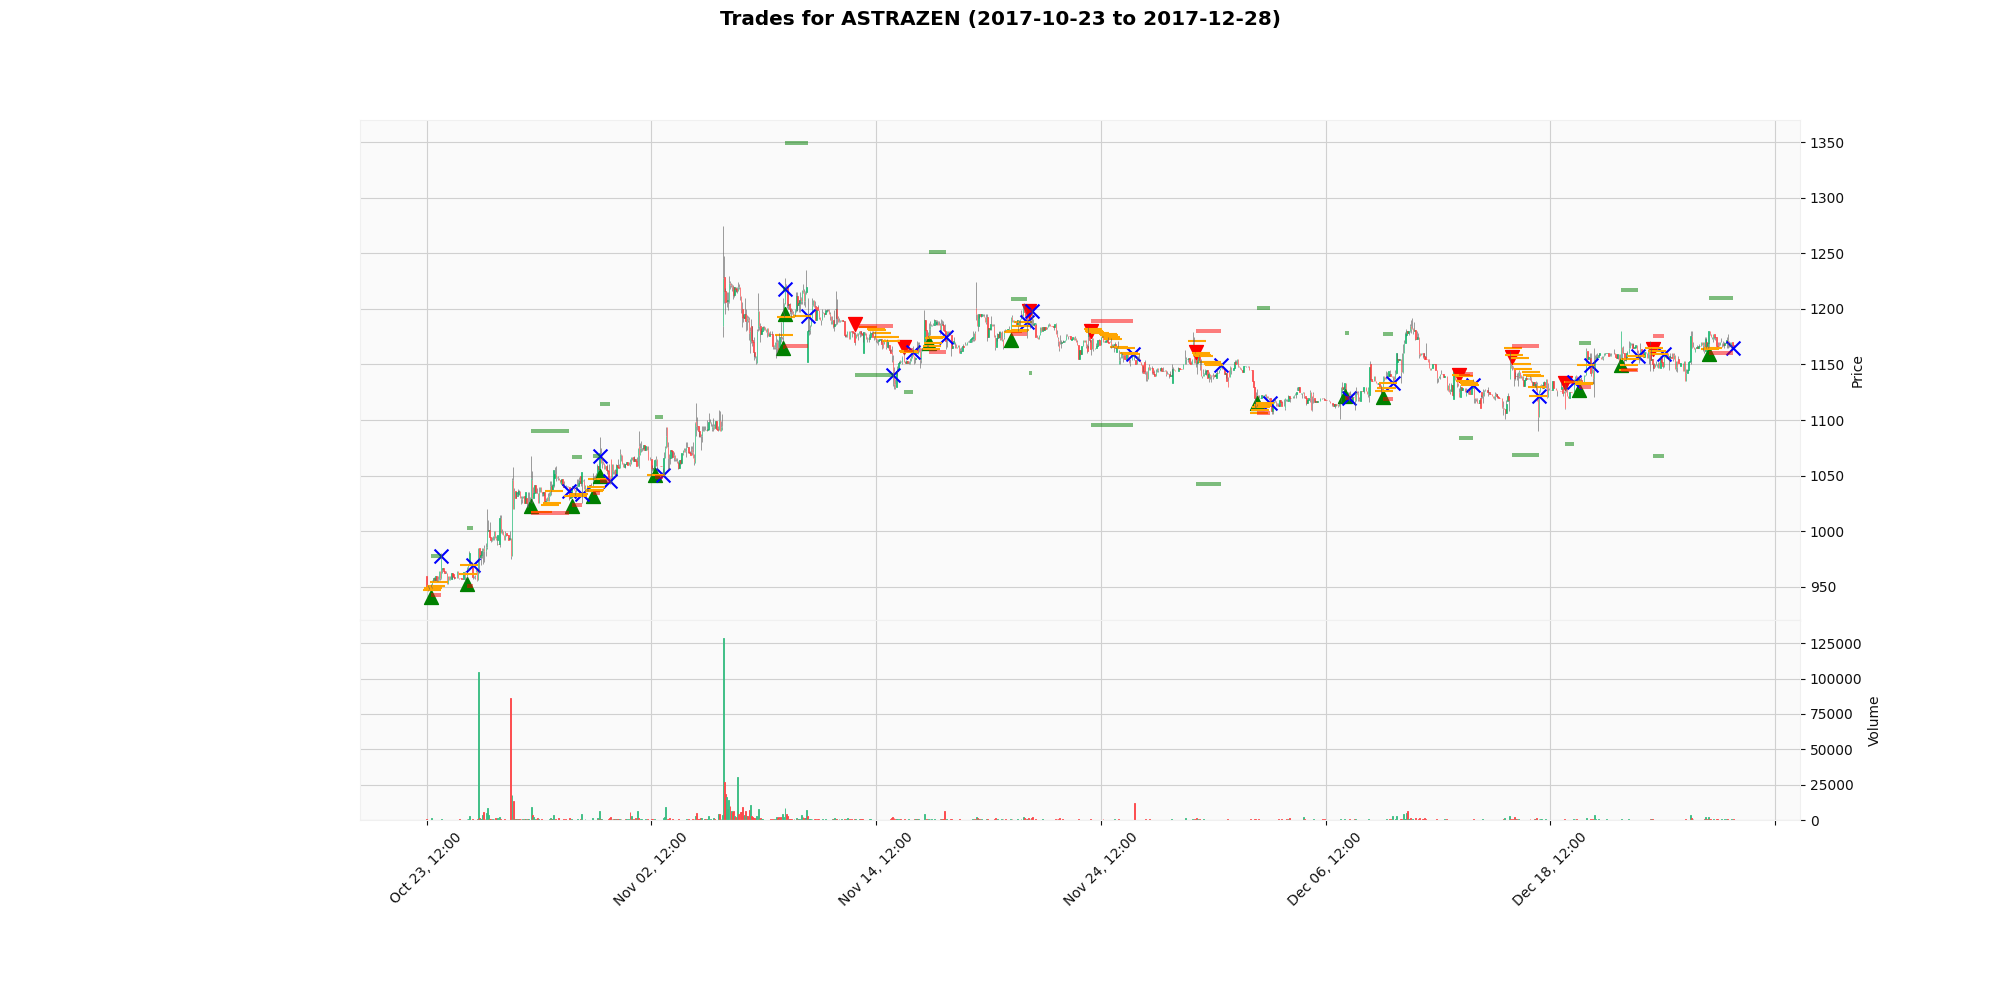 Trades for ASTRAZEN (2017-10-23 to 2017-12-28)
1350
1300
1250
1200
1150
1100
1050
1000
950
Price
125000
100000
75000
50000
25000
0
Volume
Oct 23, 12:00
Nov 02, 12:00
Nov 14, 12:00
Nov 24, 12:00
Dec 06, 12:00
Dec 18, 12:00